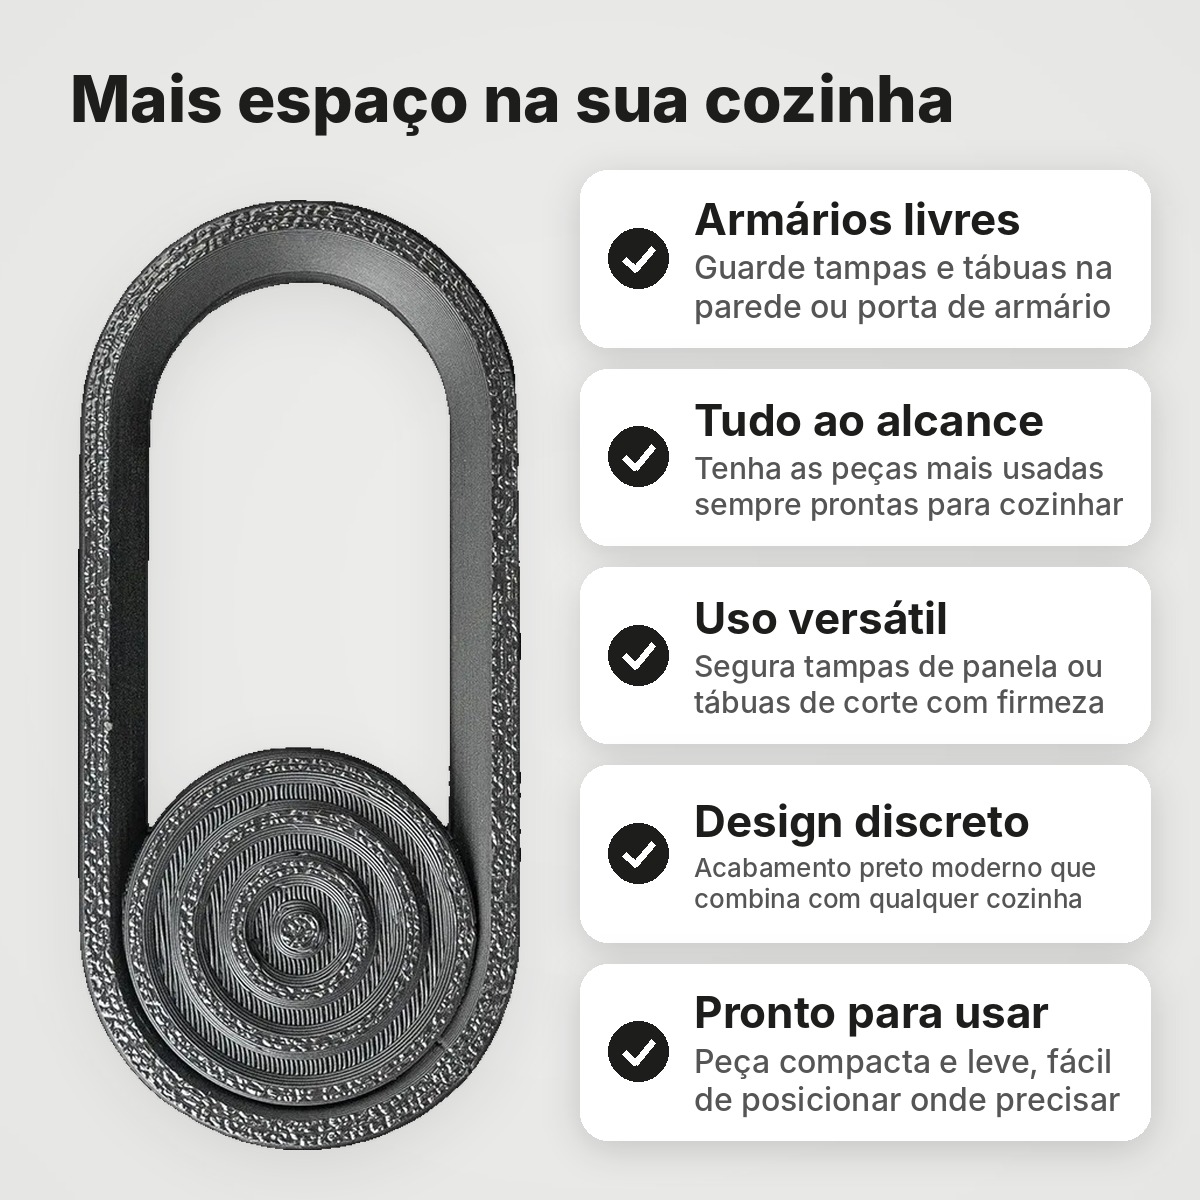 Mais espaço na sua cozinha
Armários livres
Guarde tampas e tábuas na
parede ou porta de armário
Tudo ao alcance
Tenha as peças mais usadas
sempre prontas para cozinhar
Uso versátil
Segura tampas de panela ou
tábuas de corte com firmeza
Design discreto
Acabamento preto moderno que
combina com qualquer cozinha
Pronto para usar
Peça compacta e leve, fácil
de posicionar onde precisar